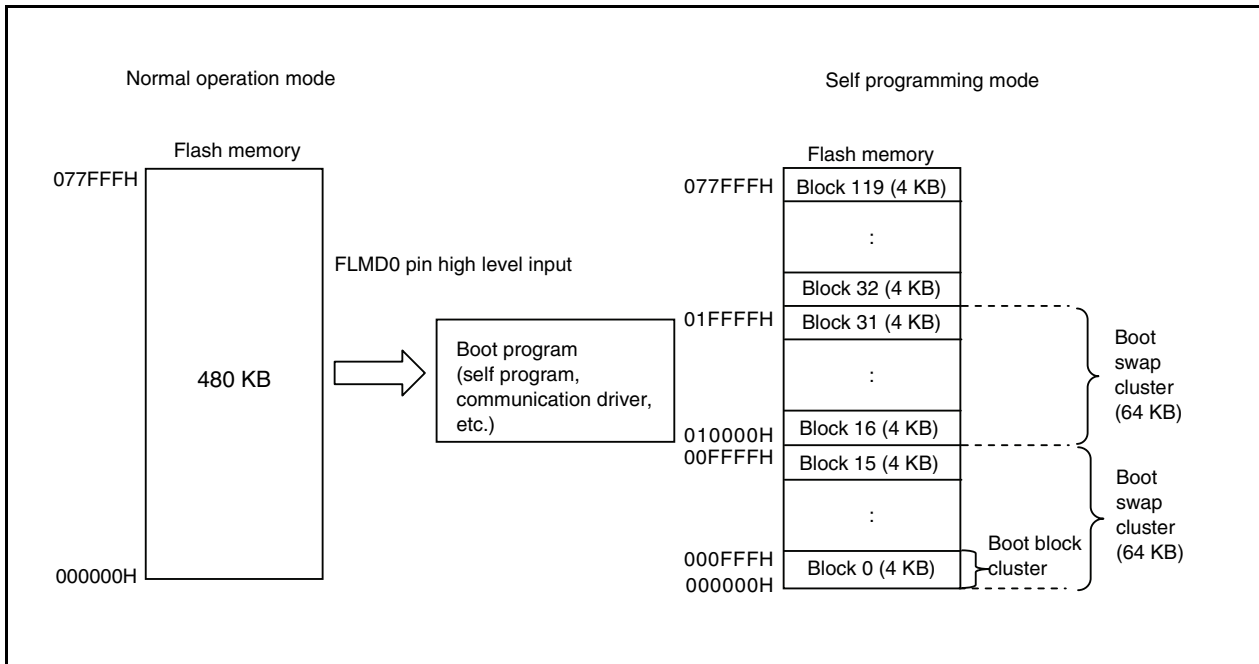 Normal operation mode
Self programming mode
Flash memory
077FFFH
480 KB
000000H
FLMD0 pin high level input
Boot program
(self program,
communication driver,
etc.)
Flash memory
077FFFH
Block 119 (4 KB)
:
Block 32 (4 KB)
01FFFFH
Block 31 (4 KB)
:
010000H
Block 16 (4 KB)
00FFFFH
Block 15 (4 KB)
:
000FFFH
Block 0 (4 KB)
000000H
Boot block
cluster
Boot
swap
cluster
(64 KB)
Boot
swap
cluster
(64 KB)